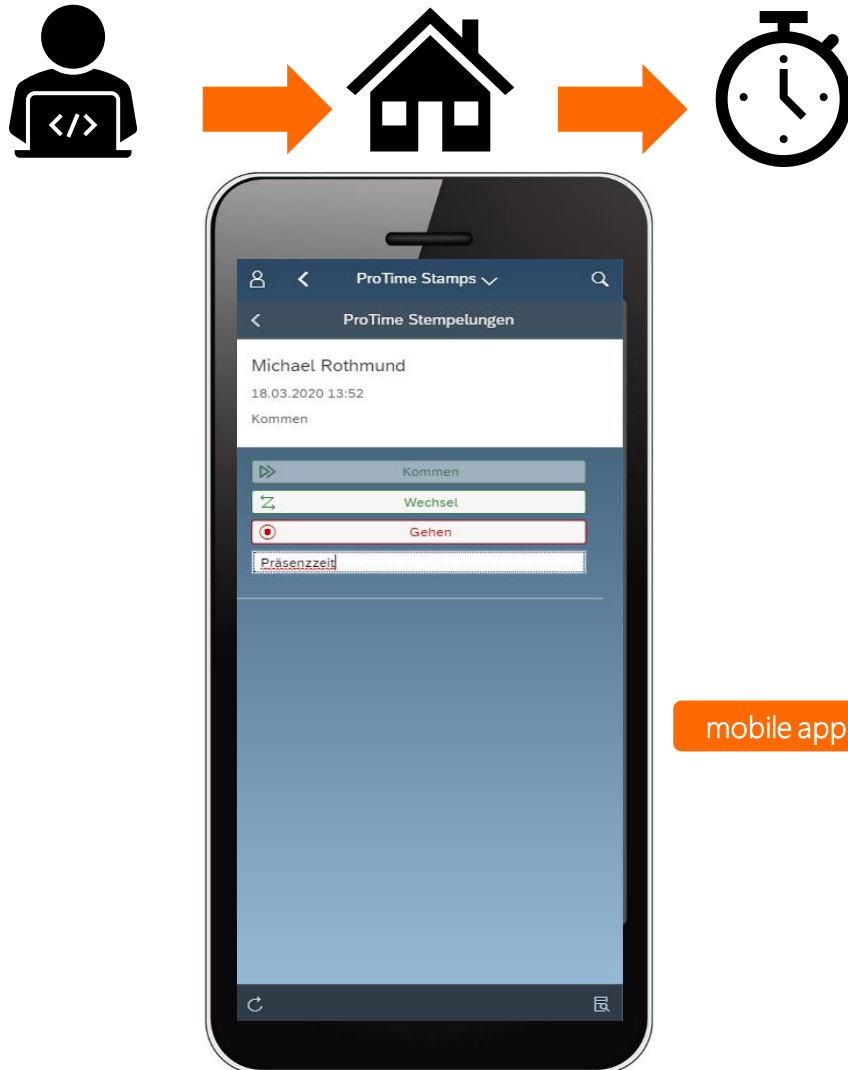 </>
ProTime Stamps
ProTime Stempelungen
Michael Rothmund
18.03.2020 13:52
Kommen
Kommen
Wechsel
Gehen
Präsenzzeit
mobile app